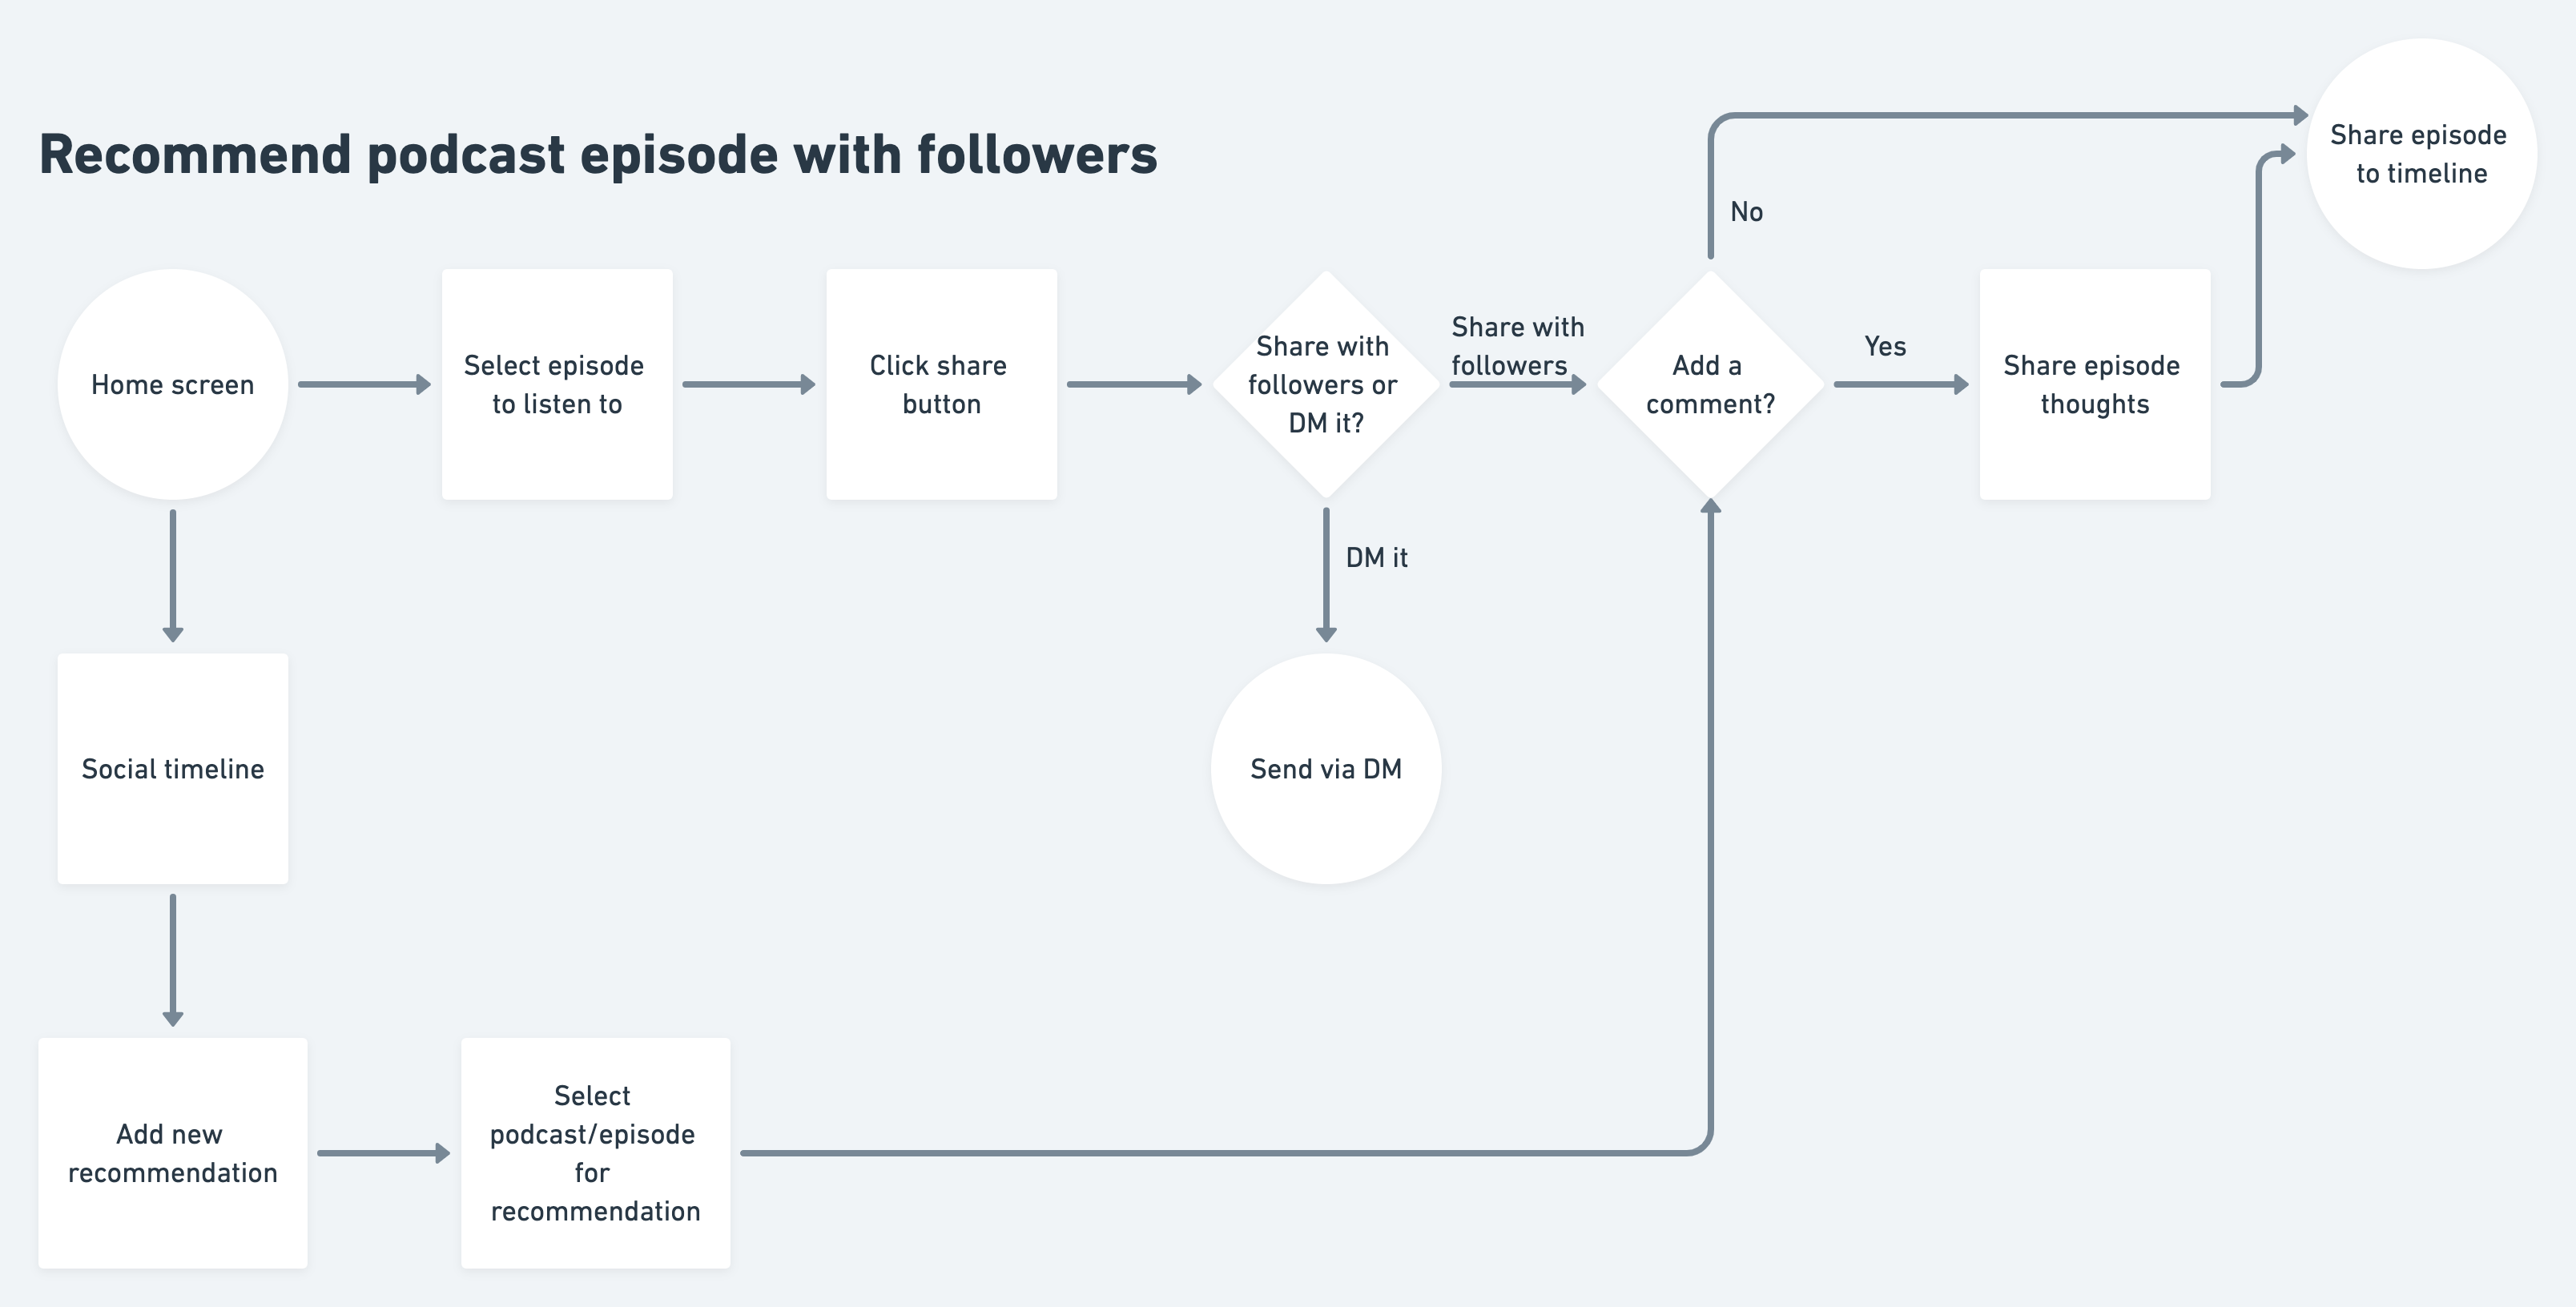 Recommend podcast episode with followers
Share episode
to timeline
No
Home screen
Select episode
to listen to
Click share
button
Share with
followers or
DM it?
Share with
followers
Add a
comment?
Yes
Share episode
thoughts
DM it
Social timeline
Send via DM
Add new
recommendation
Select
podcast/episode
for
recommendation